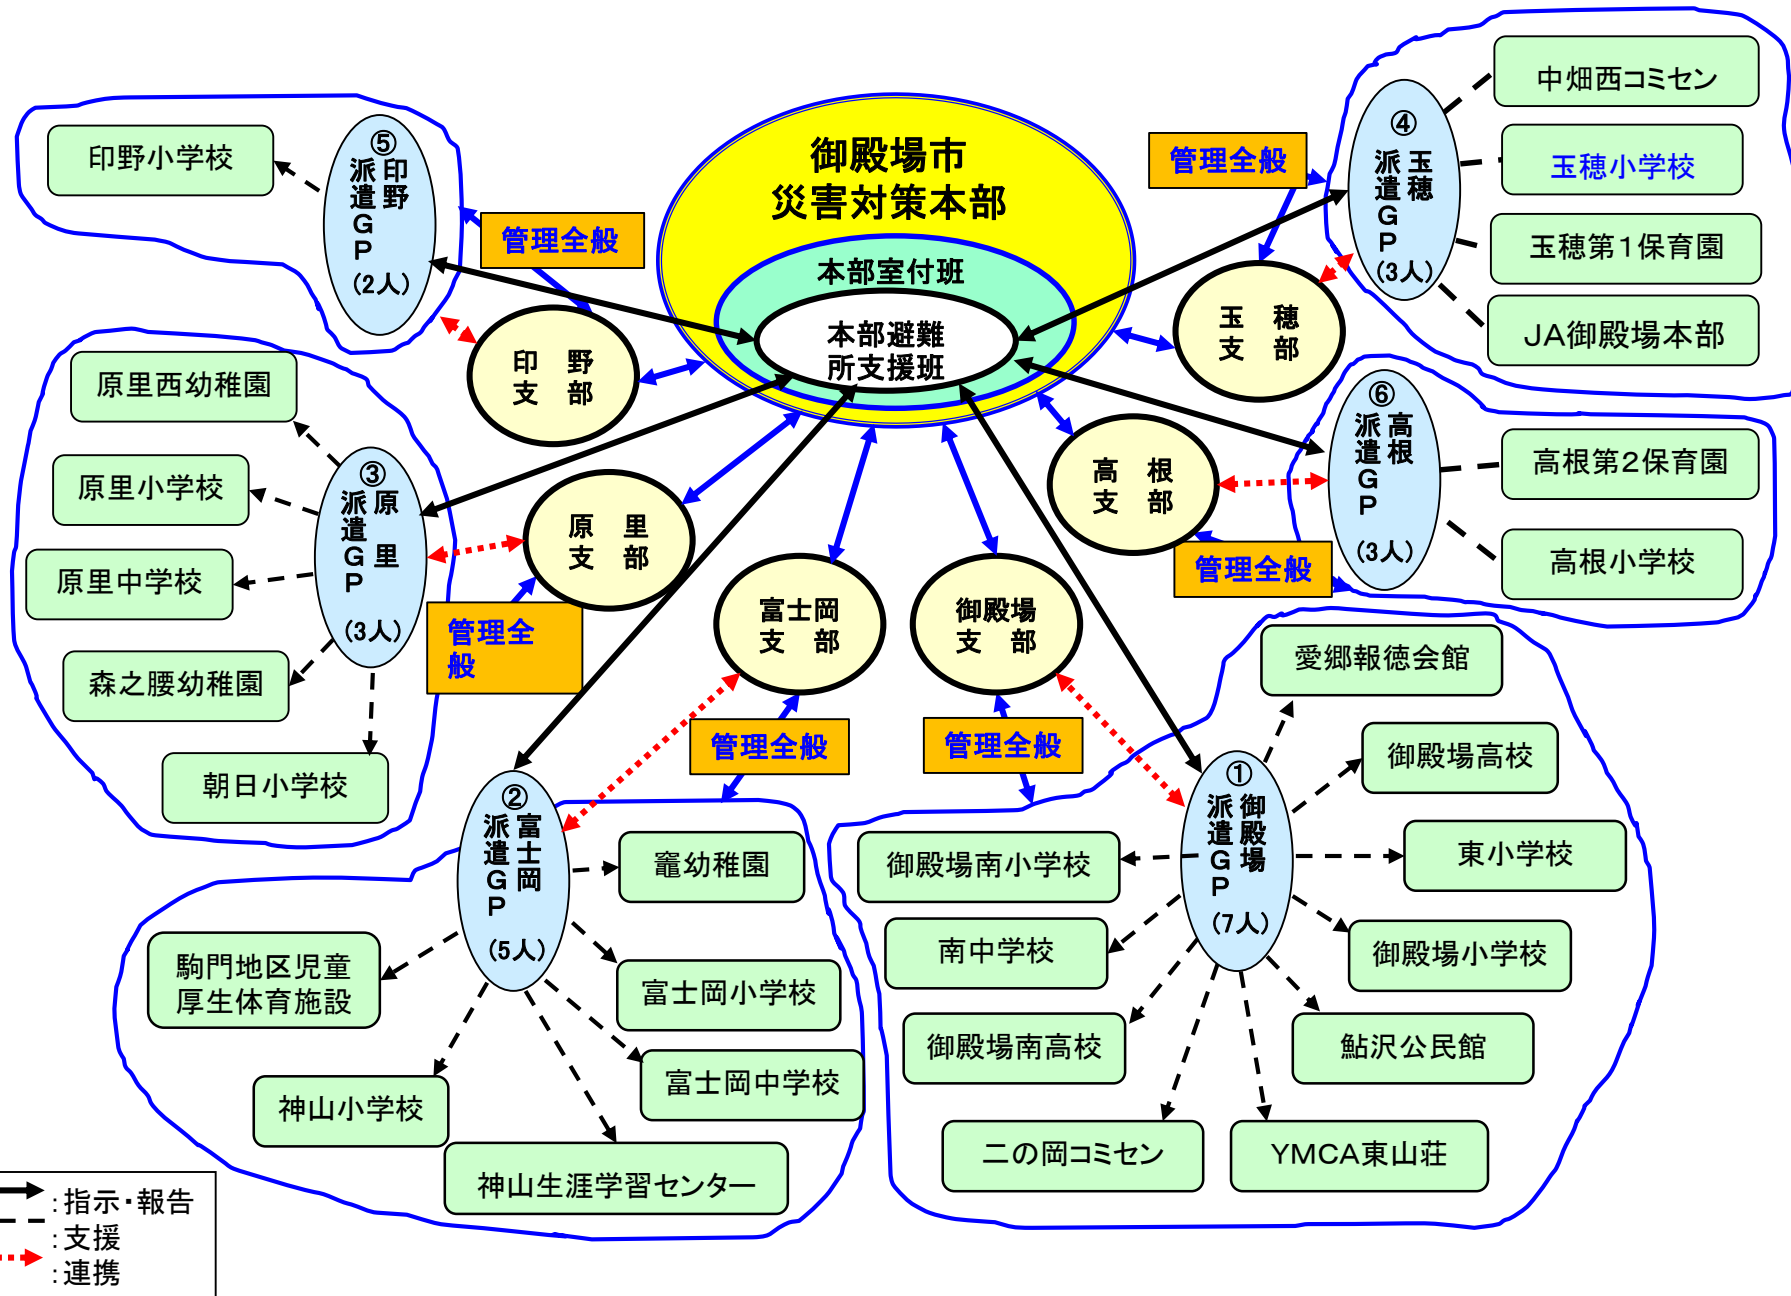 御殿場市
災害対策本部
本部室付班
本部避難
所支援班
⑤
印野
派遣GP
(2人)
印野小学校
管理全般
印 野
支 部
④
玉穂
派遣GP
(3人)
中畑西コミセン
玉穂小学校
玉穂第1保育園
JA御殿場本部
管理全般
玉 穂
支 部
③
原 里
派遣GP
(3人)
原里西幼稚園
原里小学校
原里中学校
森之腰幼稚園
朝日小学校
原 里
支 部
管理全
般
⑥
高根
派遣GP
(3人)
高根第2保育園
高根小学校
高 根
支 部
管理全般
富士岡
支 部
管理全般
御殿場
支 部
管理全般
②
富士岡
派遣GP
(5人)
竈幼稚園
富士岡小学校
富士岡中学校
駒門地区児童
厚生体育施設
神山小学校
神山生涯学習センター
①
御殿場
派遣GP
(7人)
愛郷報徳会館
御殿場高校
東小学校
御殿場小学校
鮎沢公民館
YMCA東山荘
二の岡コミセン
御殿場南高校
南中学校
御殿場南小学校
:指示・報告
:支援
:連携